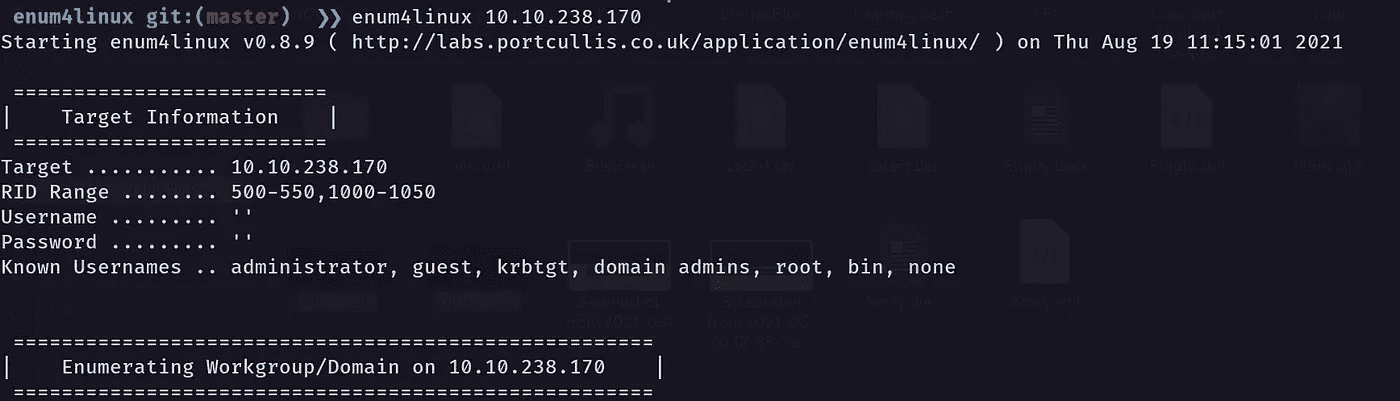 enum4linux git:(master) ❯❯ enum4linux 10.10.238.170
Starting enum4linux v0.8.9 ( http://labs.portcullis.co.uk/application/enum4linux/ ) on Thu Aug 19 11:15:01 2021
==========================
|    Target Information    |
==========================
Target ........... 10.10.238.170
RID Range ........ 500-550,1000-1050
Username ......... ''
Password ......... ''
Known Usernames .. administrator, guest, krbtgt, domain admins, root, bin, none
=====================================================
|    Enumerating Workgroup/Domain on 10.10.238.170    |
=====================================================